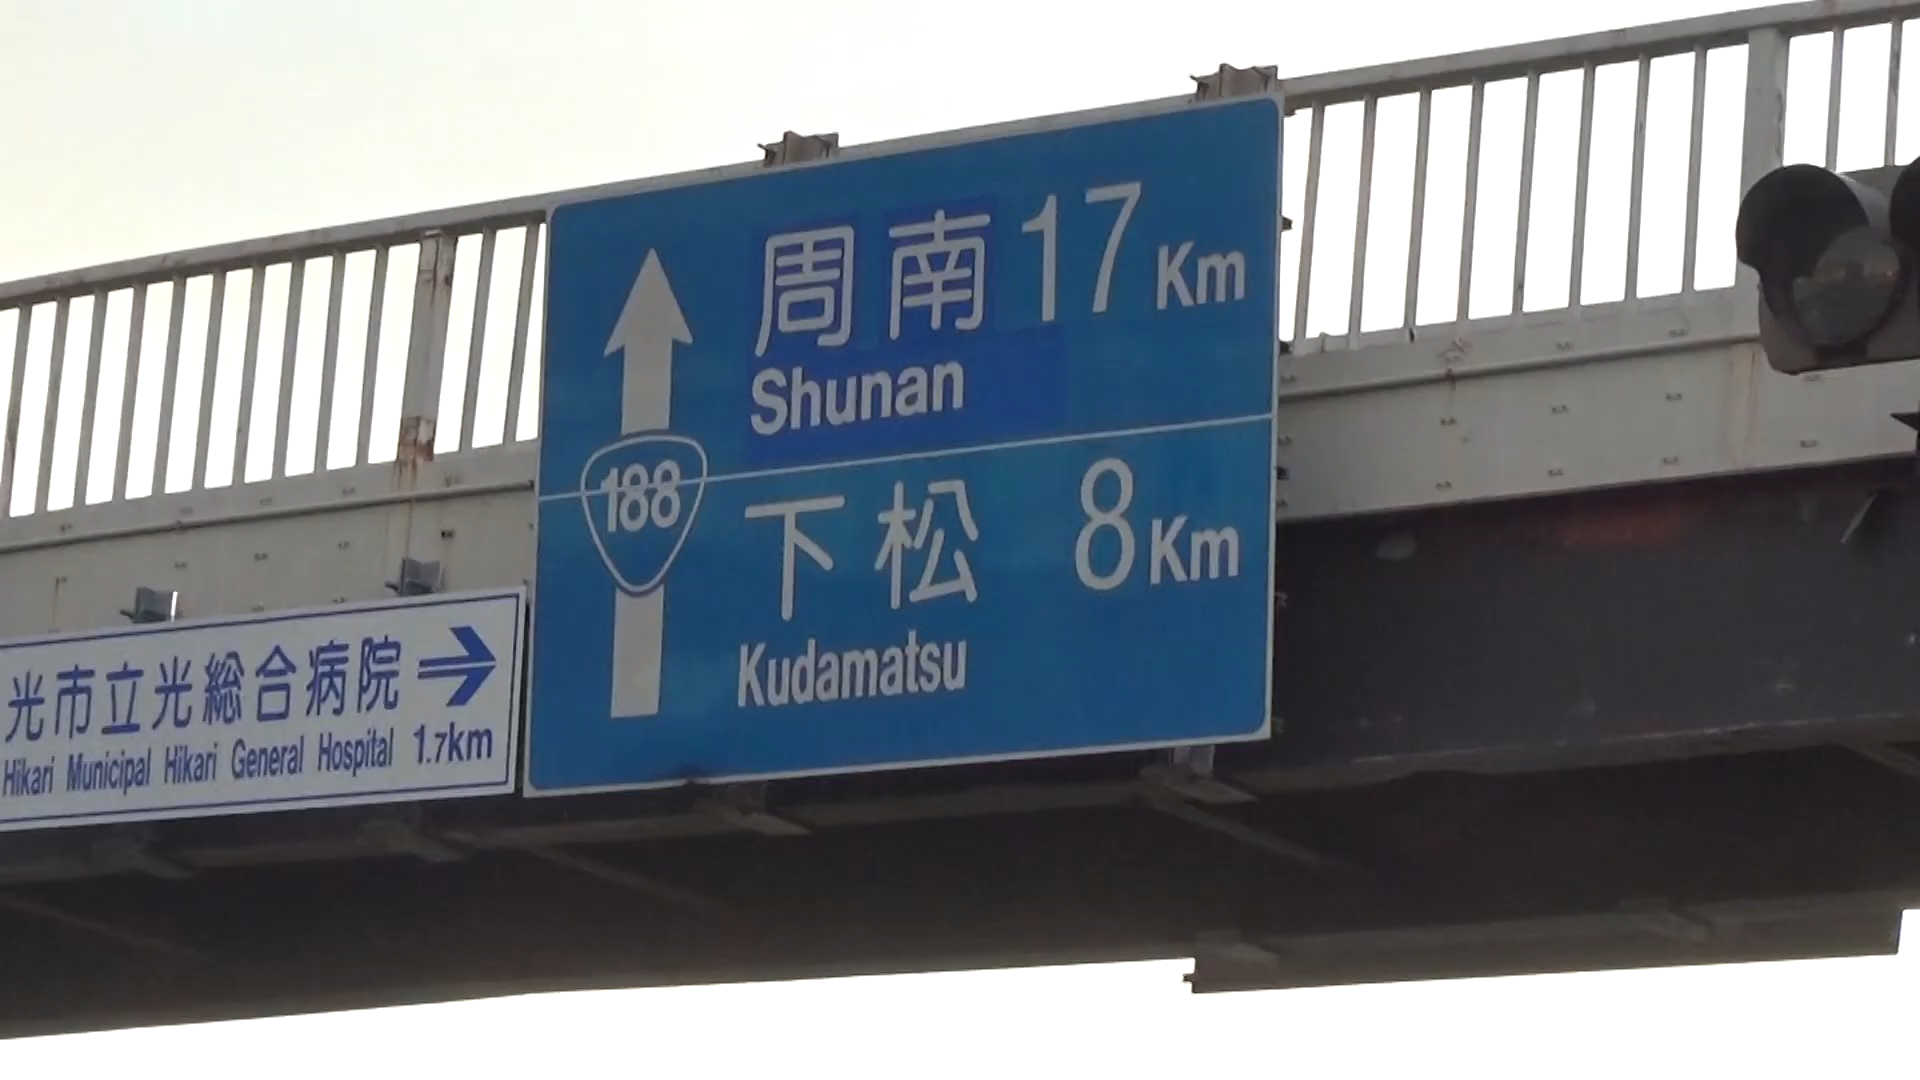 周南 17 Km
Shunan
188
下松 8 Km
Kudamatsu
光市立光総合病院 →
Hikari Municipal Hikari General Hospital 1.7km